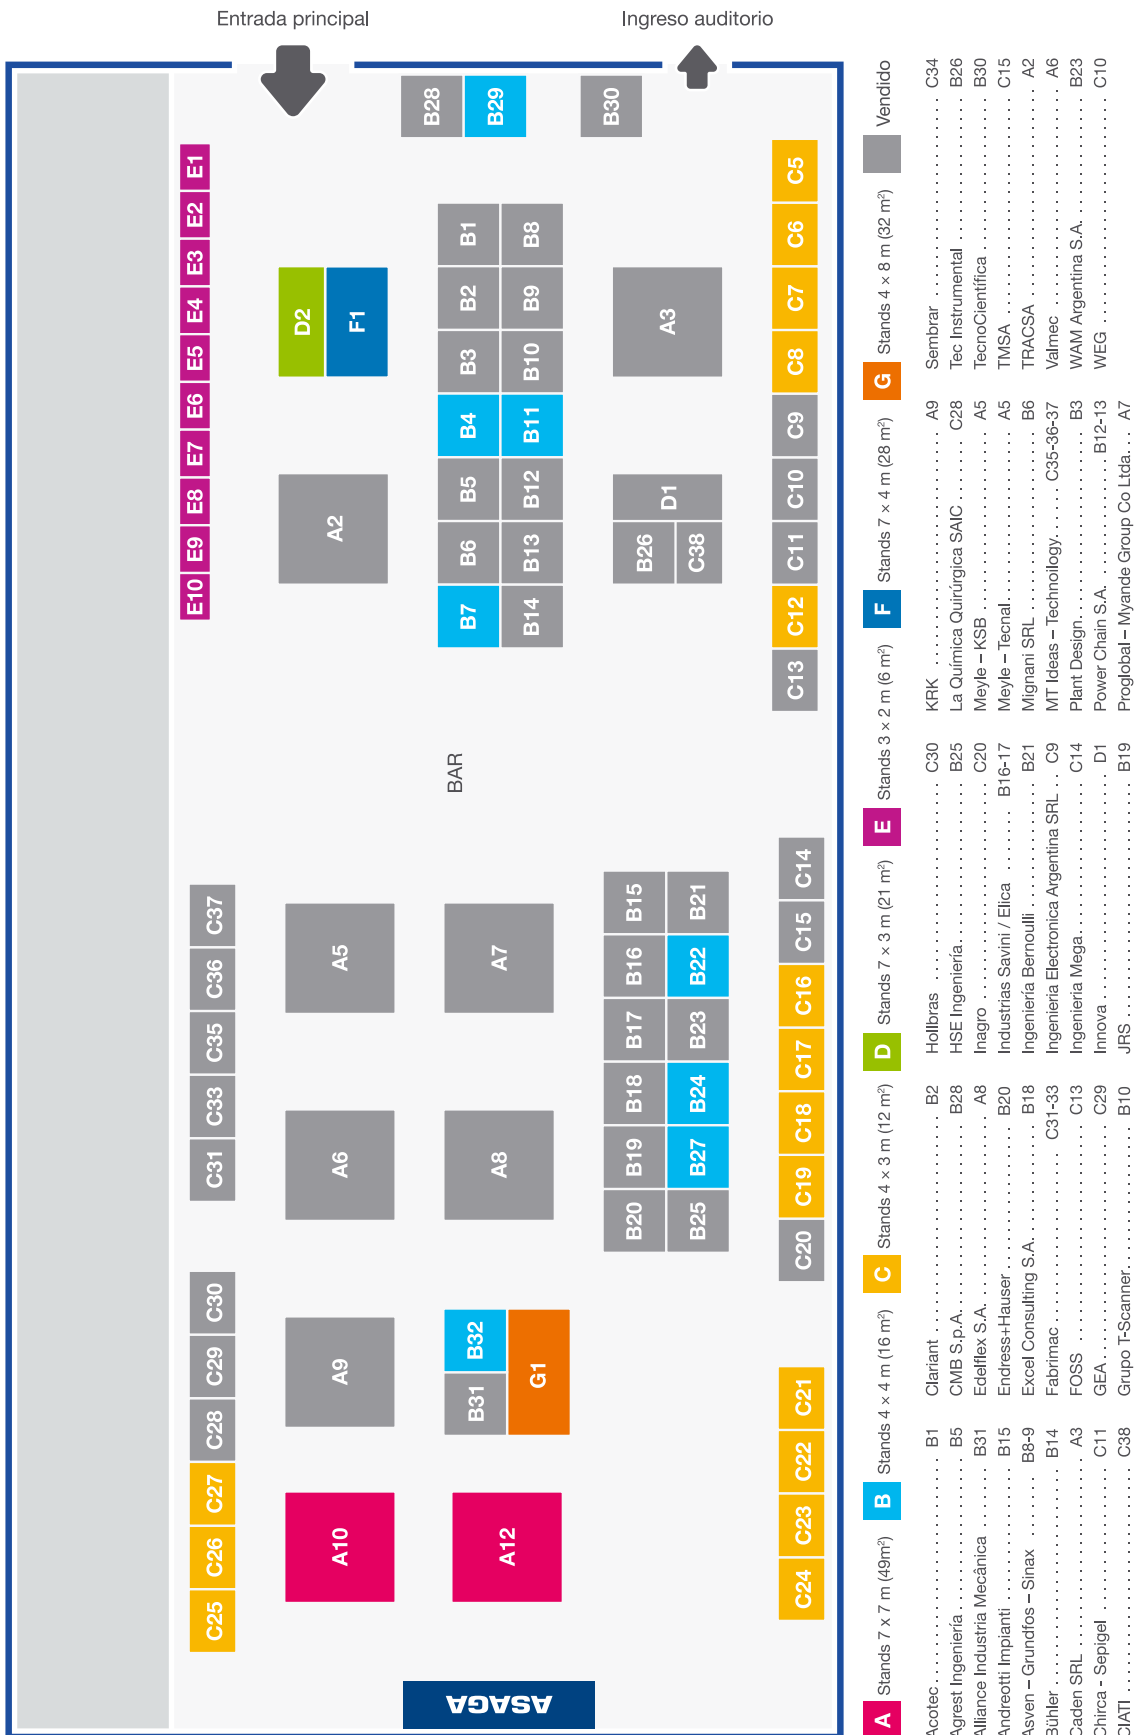 Entrada principal
Ingreso auditorio
B28
B29
B30
E1
E2
E3
E4
E5
E6
E7
E8
E9
E10
D2
F1
A2
B1
B8
B2
B9
B3
B10
B4
B11
B5
B12
B6
B13
B7
B14
A3
D1
B26
C38
C5
C6
C7
C8
C9
C10
C11
C12
C13
BAR
C37
C36
C35
C33
C31
C30
C29
C28
C27
C26
C25
A5
A7
A6
A8
A9
B32
B31
G1
A10
A12
B15
B21
B16
B22
B17
B23
B18
B24
B19
B27
B20
B25
C14
C15
C16
C17
C18
C19
C20
C21
C22
C23
C24
ASAGA
A Stands 7 x 7 m (49m²)
B Stands 4 × 4 m (16 m²)
C Stands 4 × 3 m (12 m²)
D Stands 7 × 3 m (21 m²)
E Stands 3 × 2 m (6 m²)
F Stands 7 × 4 m (28 m²)
G Stands 4 × 8 m (32 m²)
Vendido
Acotec B1
Agrest Ingeniería B5
Alliance Industria Mecânica B31
Andreotti Impianti B15
Asven – Grundfos – Sinax B8-9
Bühler B14
Caden SRL A3
Chirca - Sepigel C11
CIATI C38
Clariant B2
CMB S.p.A. B28
Edelflex S.A. A8
Endress+Hauser B20
Excel Consulting S.A. B18
Fabrimac C31-33
FOSS C13
GEA C29
Grupo T-Scanner B10
Hollbras C30
HSE Ingeniería B25
Inagro C20
Industrias Savini / Elica B16-17
Ingeniería Bernoulli B21
Ingenieria Electronica Argentina SRL C9
Ingenieria Mega C14
Innova D1
JRS B19
KRK A9
La Química Quirúrgica SAIC C28
Meyle – KSB A5
Meyle – Tecnal A5
Mignani SRL B6
MT Ideas – Technoilogy C35-36-37
Plant Design B3
Power Chain S.A. B12-13
Proglobal – Myande Group Co Ltda. A7
Sembrar C34
Tec Instrumental B26
TecnoCientífica B30
TMSA C15
TRACSA A2
Valmec A6
WAM Argentina S.A. B23
WEG C10